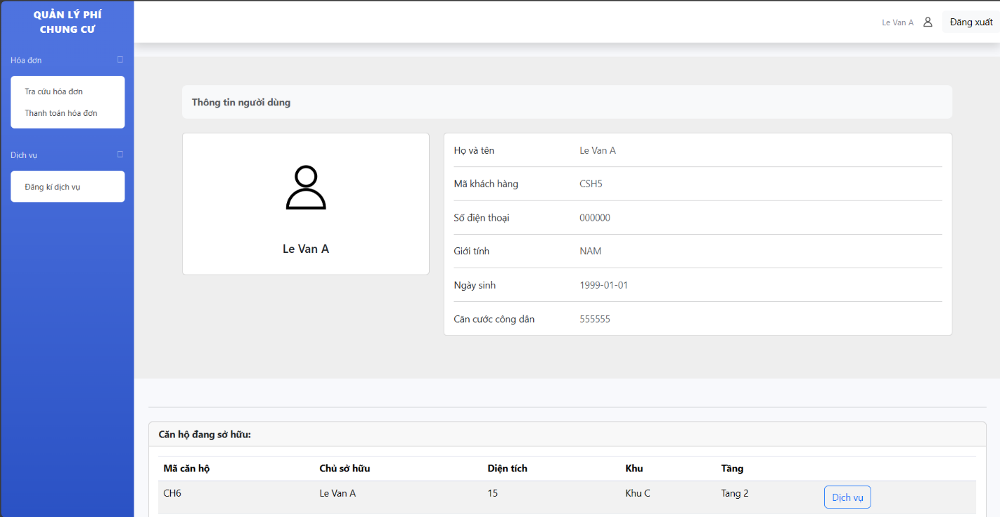 QUẢN LÝ PHÍ
CHUNG CƯ
Le Van A
Đăng xuất
Hóa đơn
Tra cứu hóa đơn
Thanh toán hóa đơn
Dịch vụ
Đăng kí dịch vụ
Thông tin người dùng
Le Van A
Họ và tên Le Van A
Mã khách hàng CSH5
Số điện thoại 000000
Giới tính NAM
Ngày sinh 1999-01-01
Căn cước công dân 555555
Căn hộ đang sở hữu:
Mã căn hộ Chủ sở hữu Diện tích Khu Tầng
CH6 Le Van A 15 Khu C Tang 2 Dịch vụ